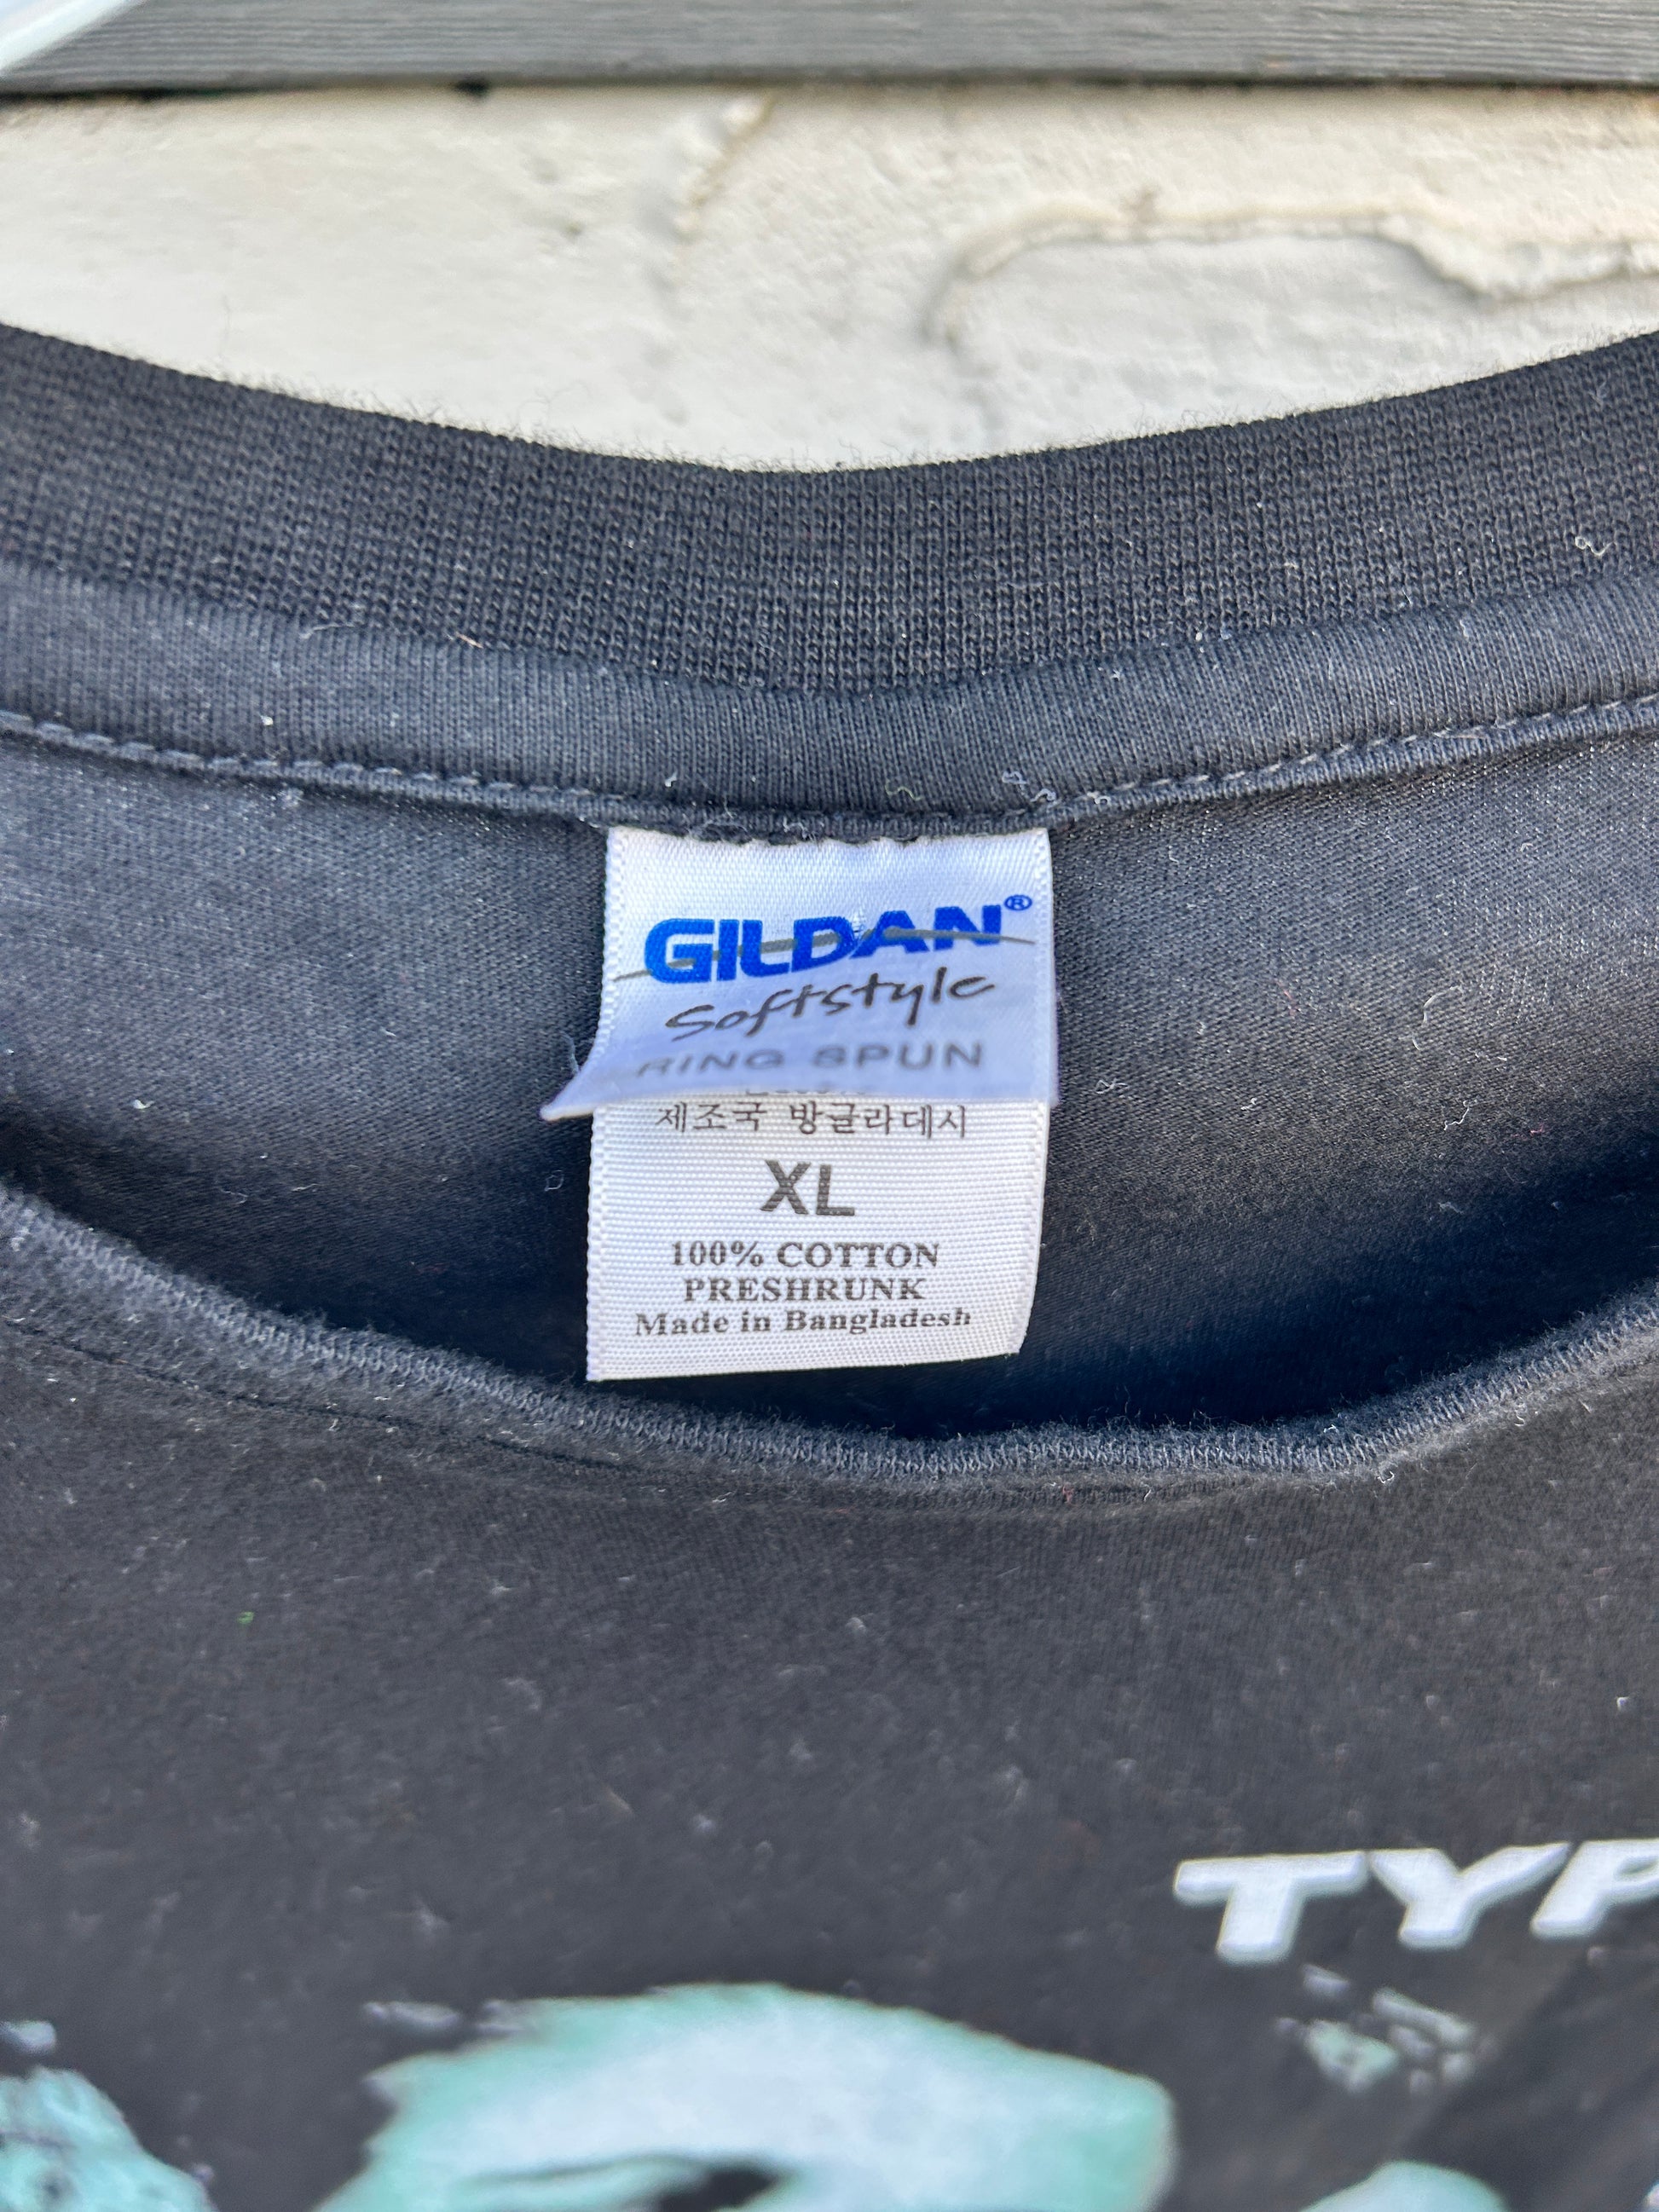 GILDAN®
Softstyle
RING SPUN
제조국 방글라데시
XL
100% COTTON
PRESHRUNK
Made in Bangladesh
TYP